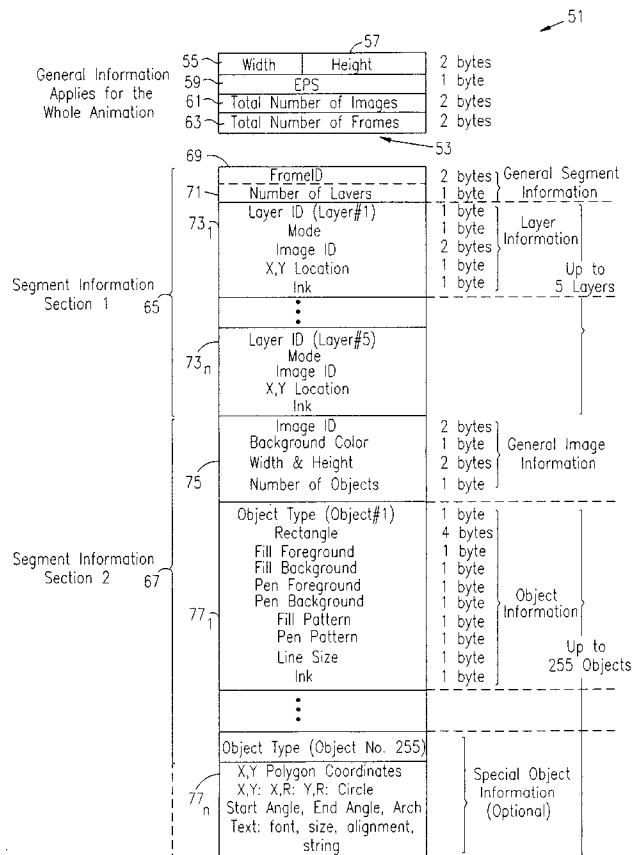 51
57
55 Width Height 2 bytes
General Information
Applies for the
Whole Animation
59 EPS 1 byte
61 Total Number of Images 2 bytes
63 Total Number of Frames 2 bytes
53
69
FrameID 2 bytes
General Segment
Information
71 Number of Lavers 1 byte
73 1
Layer ID (Layer#1) 1 byte
Mode 1 byte
Image ID 2 bytes
X,Y Location 1 byte
Ink 1 byte
Layer
Information
Up to
5 Layers
Segment Information
Section 1 65
73 n
Layer ID (Layer#5)
Mode
Image ID
X,Y Location
Ink
75
Image ID 2 bytes
Background Color 1 byte
Width & Height 2 bytes
Number of Objects 1 byte
General Image
Information
Segment Information
Section 2 67
77 1
Object Type (Object#1) 1 byte
Rectangle 4 bytes
Fill Foreground 1 byte
Fill Background 1 byte
Pen Foreground 1 byte
Pen Background 1 byte
Fill Pattern 1 byte
Pen Pattern 1 byte
Line Size 1 byte
Ink 1 byte
Object
Information
Up to
255 Objects
Object Type (Object No. 255)
77 n
X,Y Polygon Coordinates
X,Y: X,R: Y,R: Circle
Start Angle, End Angle, Arch
Text: font, size, alignment,
string
Special Object
Information
(Optional)